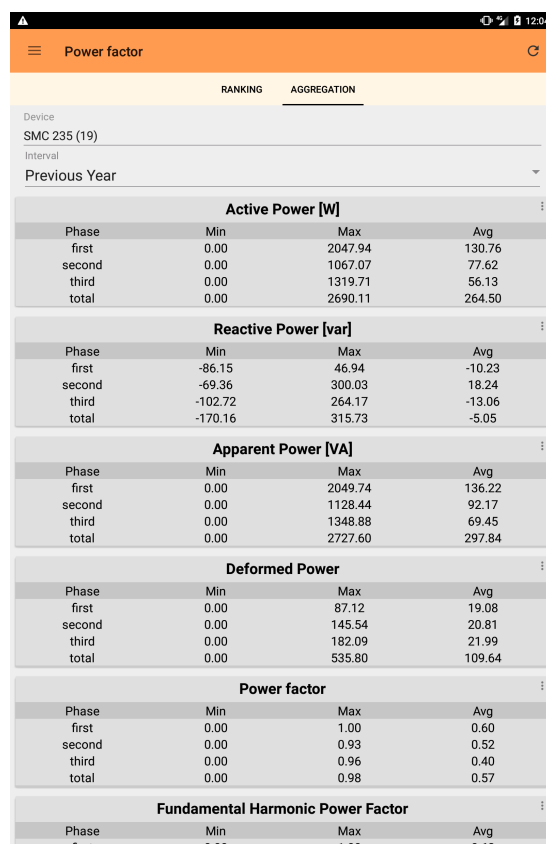 4G 12:04
Power factor
RANKING AGGREGATION
Device
SMC 235 (19)
Interval
Previous Year
Active Power [W]
Phase Min Max Avg
first 0.00 2047.94 130.76
second 0.00 1067.07 77.62
third 0.00 1319.71 56.13
total 0.00 2690.11 264.50
Reactive Power [var]
Phase Min Max Avg
first -86.15 46.94 -10.23
second -69.36 300.03 18.24
third -102.72 264.17 -13.06
total -170.16 315.73 -5.05
Apparent Power [VA]
Phase Min Max Avg
first 0.00 2049.74 136.22
second 0.00 1128.44 92.17
third 0.00 1348.88 69.45
total 0.00 2727.60 297.84
Deformed Power
Phase Min Max Avg
first 0.00 87.12 19.08
second 0.00 145.54 20.81
third 0.00 182.09 21.99
total 0.00 535.80 109.64
Power factor
Phase Min Max Avg
first 0.00 1.00 0.60
second 0.00 0.93 0.52
third 0.00 0.96 0.40
total 0.00 0.98 0.57
Fundamental Harmonic Power Factor
Phase Min Max Avg